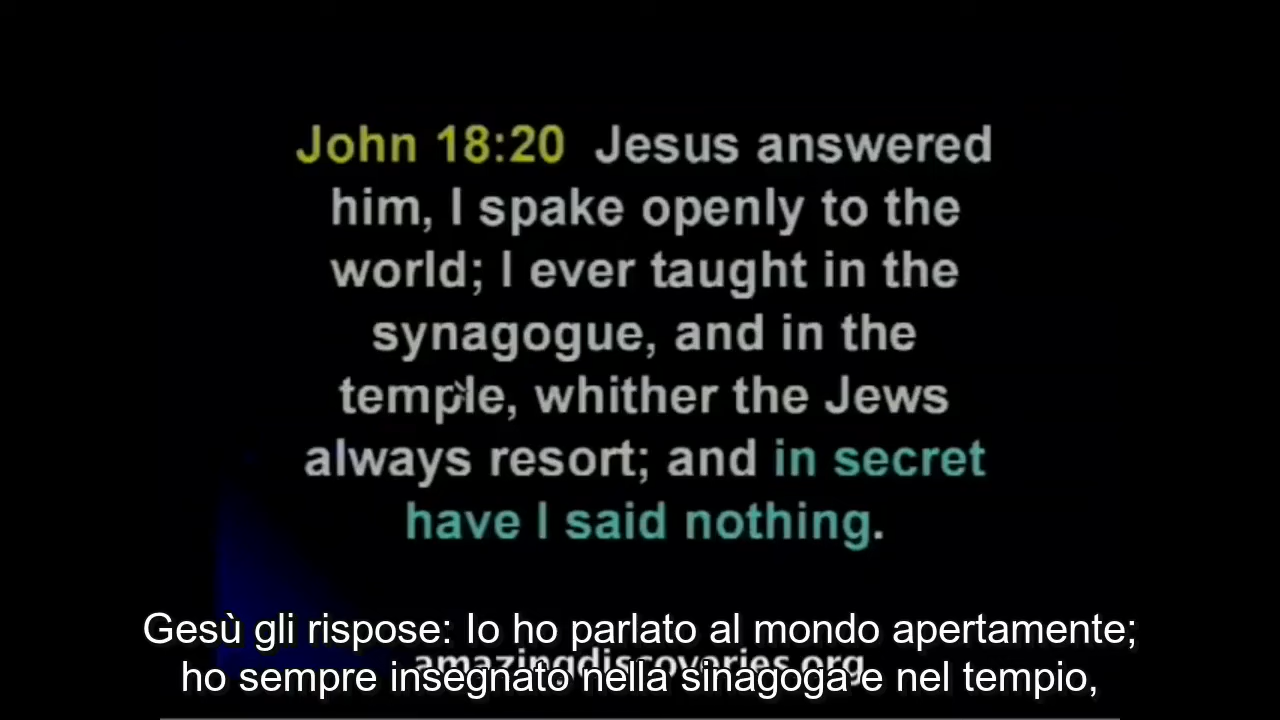 John 18:20 Jesus answered
him, I spake openly to the
world; I ever taught in the
synagogue, and in the
temple, whither the Jews
always resort; and in secret
have I said nothing.
Gesù gli rispose: Io ho parlato al mondo apertamente;
amazingdiscoveries.org
ho sempre insegnato nella sinagoga e nel tempio,